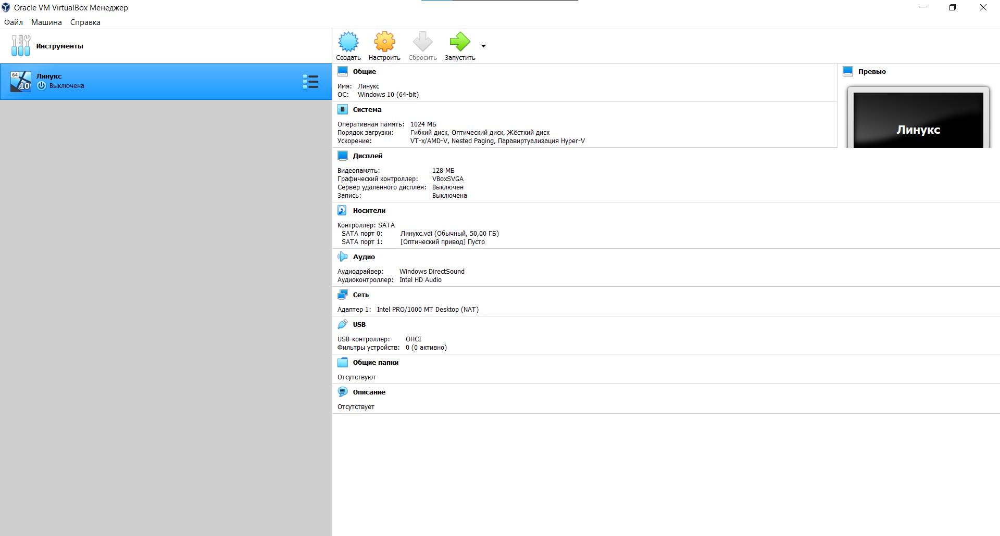 Oracle VM VirtualBox Менеджер
Файл Машина Справка
Инструменты
Создать Настроить Сбросить Запустить
64
10
Линукс
Выключена
Общие
Имя: Линукс
ОС: Windows 10 (64-bit)
Превью
Линукс
Система
Оперативная память: 1024 МБ
Порядок загрузки: Гибкий диск, Оптический диск, Жёсткий диск
Ускорение: VT-x/AMD-V, Nested Paging, Паравиртуализация Hyper-V
Дисплей
Видеопамять: 128 МБ
Графический контроллер: VBoxSVGA
Сервер удалённого дисплея: Выключен
Запись: Выключена
Носители
Контроллер: SATA
SATA порт 0: Линукс.vdi (Обычный, 50,00 ГБ)
SATA порт 1: [Оптический привод] Пусто
Аудио
Аудиодрайвер: Windows DirectSound
Аудиоконтроллер: Intel HD Audio
Сеть
Адаптер 1: Intel PRO/1000 MT Desktop (NAT)
USB
USB-контроллер: OHCI
Фильтры устройств: 0 (0 активно)
Общие папки
Отсутствуют
Описание
Отсутствует